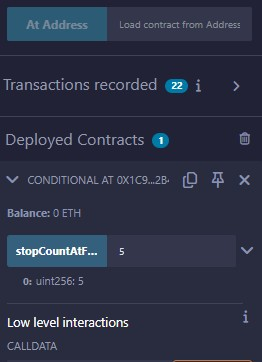 At Address Load contract from Address
Transactions recorded 22 i
Deployed Contracts 1
CONDITIONAL AT 0X1C9...2B
Balance: 0 ETH
stopCountAtF... 5
0: uint256: 5
Low level interactions i
CALLDATA